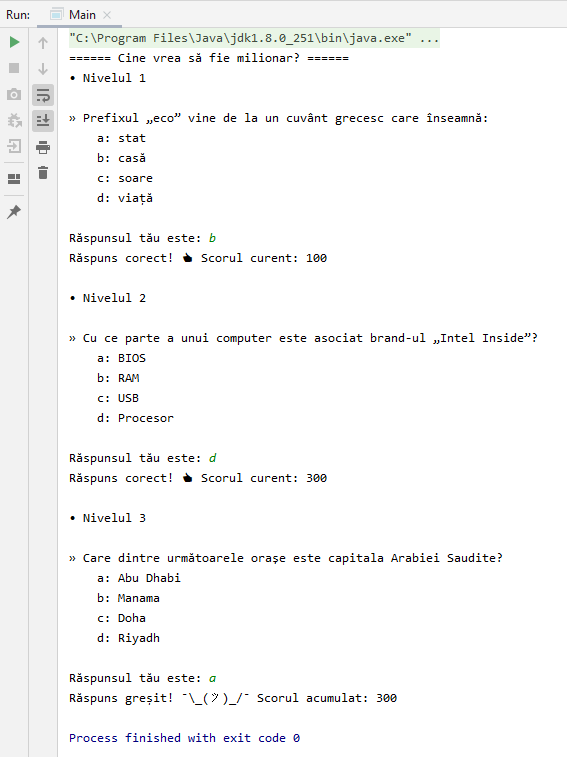 Run: Main
"C:\Program Files\Java\jdk1.8.0_251\bin\java.exe" ...
====== Cine vrea să fie milionar? ======
• Nivelul 1
» Prefixul „eco” vine de la un cuvânt grecesc care înseamnă:
a: stat
b: casă
c: soare
d: viață
Răspunsul tău este: b
Răspuns corect! 👍 Scorul curent: 100
• Nivelul 2
» Cu ce parte a unui computer este asociat brand-ul „Intel Inside”?
a: BIOS
b: RAM
c: USB
d: Procesor
Răspunsul tău este: d
Răspuns corect! 👍 Scorul curent: 300
• Nivelul 3
» Care dintre următoarele orașe este capitala Arabiei Saudite?
a: Abu Dhabi
b: Manama
c: Doha
d: Riyadh
Răspunsul tău este: a
Răspuns greșit! ¯\_(ツ)_/¯ Scorul acumulat: 300
Process finished with exit code 0